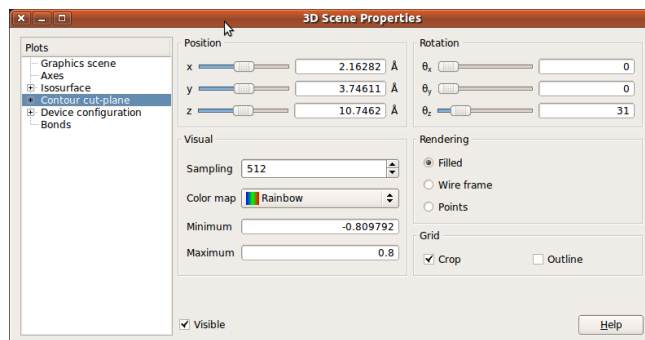 3D Scene Properties
Plots
Graphics scene
Axes
Isosurface
Contour cut-plane
Device configuration
Bonds
Position
x 2.16282 Å
y 3.74611 Å
z 10.7462 Å
Rotation
θx 0
θy 0
θz 31
Visual
Sampling 512
Color map Rainbow
Minimum -0.809792
Maximum 0.8
Rendering
Filled
Wire frame
Points
Grid
Crop Outline
Visible
Help